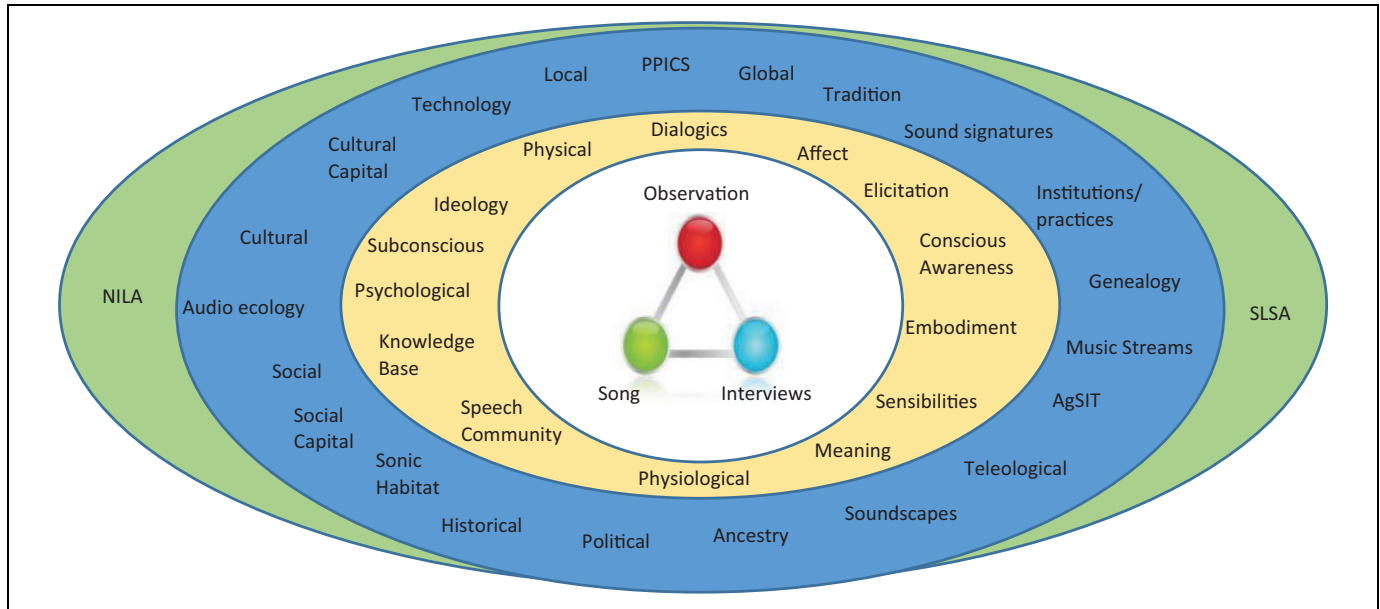 PPICS
Local
Global
Technology
Tradition
Dialogics
Sound signatures
Cultural
Capital
Physical
Affect
Observation
Elicitation
Institutions/
practices
Ideology
Cultural
Subconscious
Conscious
Awareness
Genealogy
NILA
Psychological
Audio ecology
SLSA
Embodiment
Knowledge
Base
Music Streams
Social
Song
Interviews
Sensibilities
AgSIT
Speech
Community
Social
Capital
Meaning
Sonic
Habitat
Teleological
Physiological
Soundscapes
Historical
Political
Ancestry